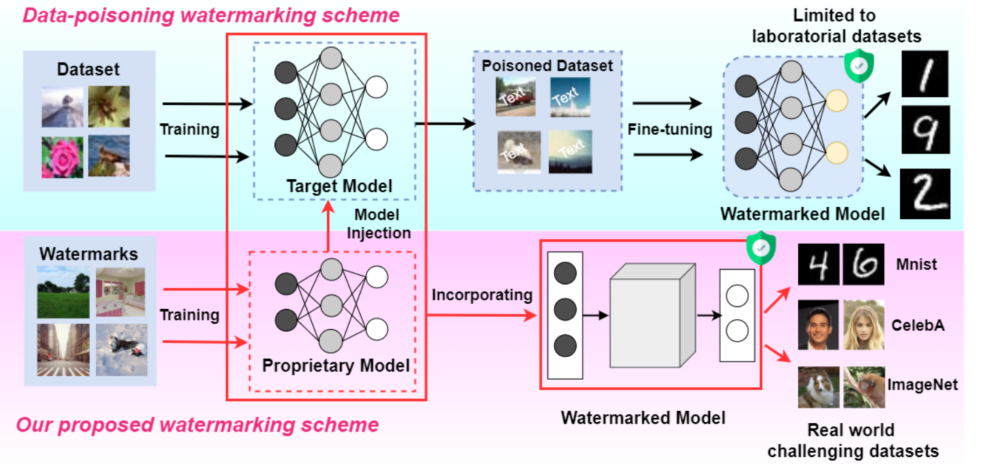 Data-poisoning watermarking scheme
Limited to
laboratorial datasets
Dataset
Training
Target Model
Poisoned Dataset
Text
Text
Text
Text
Fine-tuning
Watermarked Model
1
9
2
Model
Injection
Watermarks
Training
Proprietary Model
Incorporating
Watermarked Model
4 6
Mnist
CelebA
ImageNet
Real world
challenging datasets
Our proposed watermarking scheme